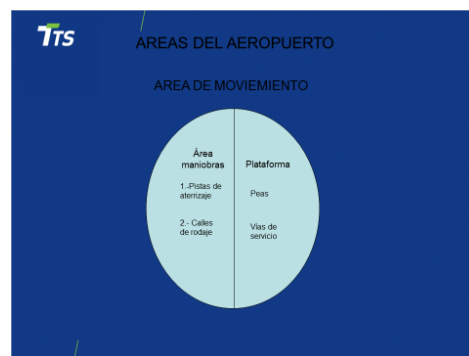 TTS
AREAS DEL AEROPUERTO
AREA DE MOVIEMIENTO
Área
maniobras
1.-Pistas de
aterrizaje
2.- Calles
de rodaje
Plataforma
Peas
Vías de
servicio